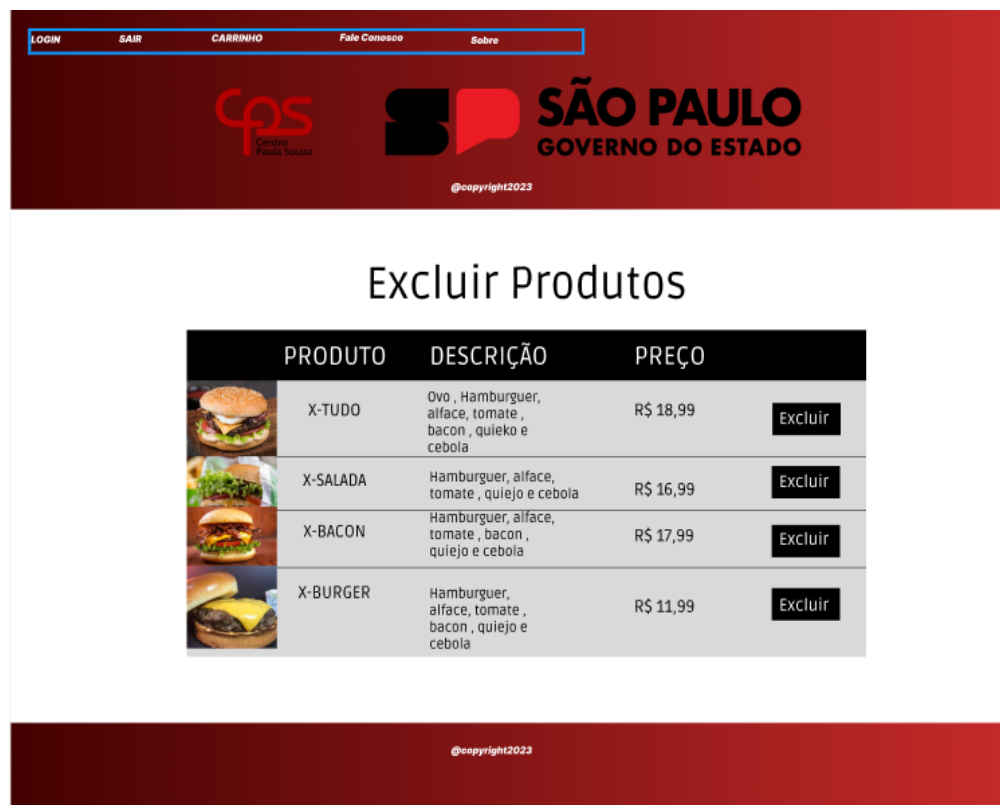 LOGIN SAIR CARRINHO Fale Conosco Sobre
cps
Centro
Paula Souza
SP
SÃO PAULO
GOVERNO DO ESTADO
@copyright2023
Excluir Produtos
PRODUTO DESCRIÇÃO PREÇO
X-TUDO
Ovo , Hamburguer,
alface, tomate ,
bacon , quieko e
cebola
R$ 18,99
Excluir
X-SALADA
Hamburguer, alface,
tomate , quiejo e cebola
R$ 16,99
Excluir
X-BACON
Hamburguer, alface,
tomate , bacon ,
quiejo e cebola
R$ 17,99
Excluir
X-BURGER
Hamburguer,
alface, tomate ,
bacon , quiejo e
cebola
R$ 11,99
Excluir
@copyright2023